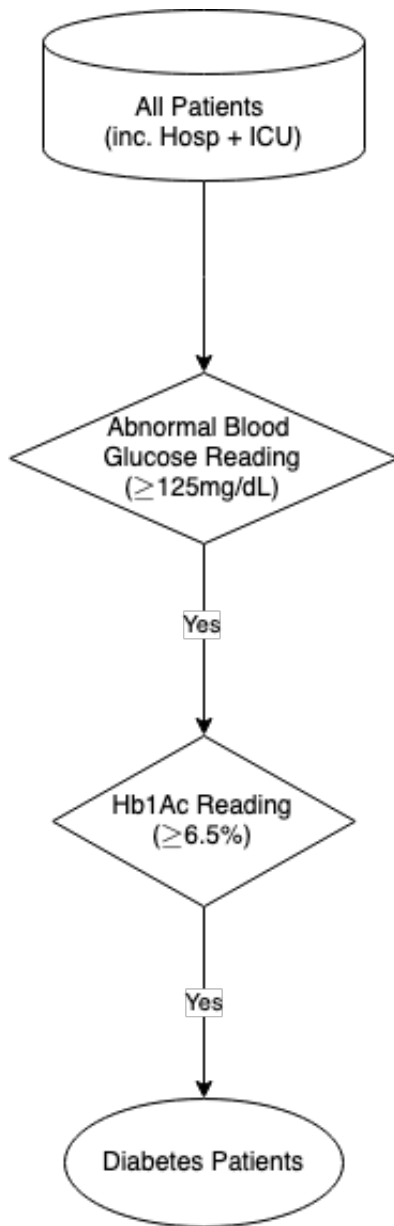 All Patients
(inc. Hosp + ICU)
Abnormal Blood
Glucose Reading
(≥125mg/dL)
Yes
Hb1Ac Reading
(≥6.5%)
Yes
Diabetes Patients